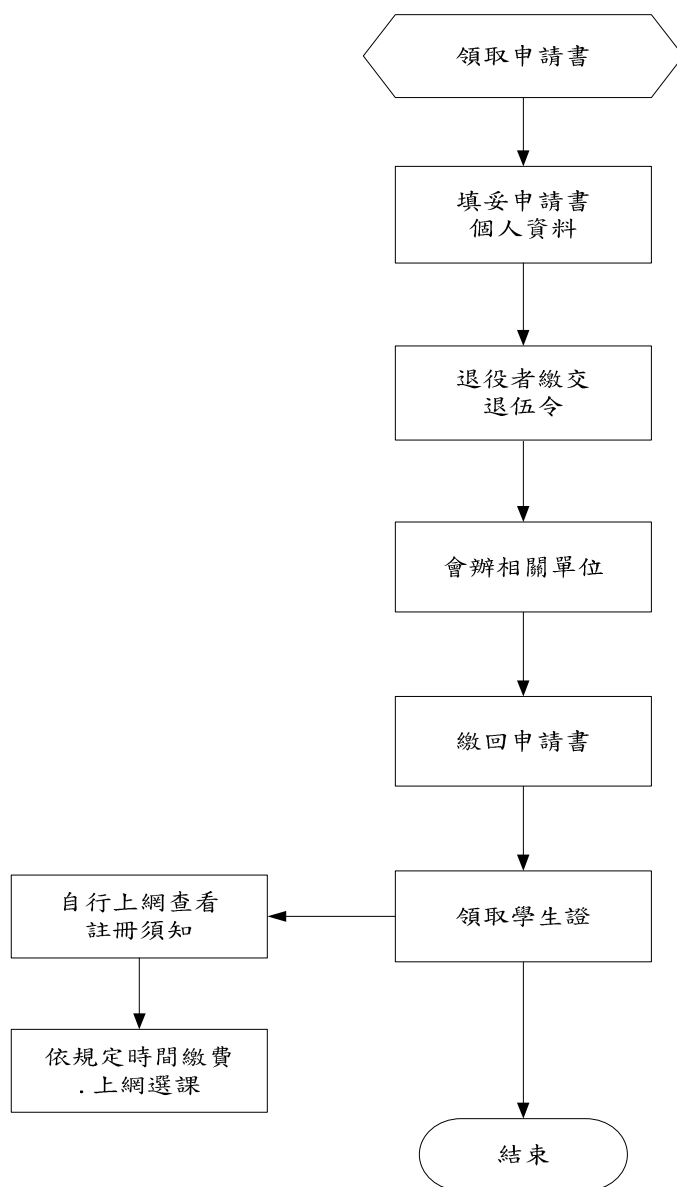 領取申請書
填妥申請書
個人資料
退役者繳交
退伍令
會辦相關單位
繳回申請書
領取學生證
自行上網查看
註冊須知
依規定時間繳費
.上網選課
結束